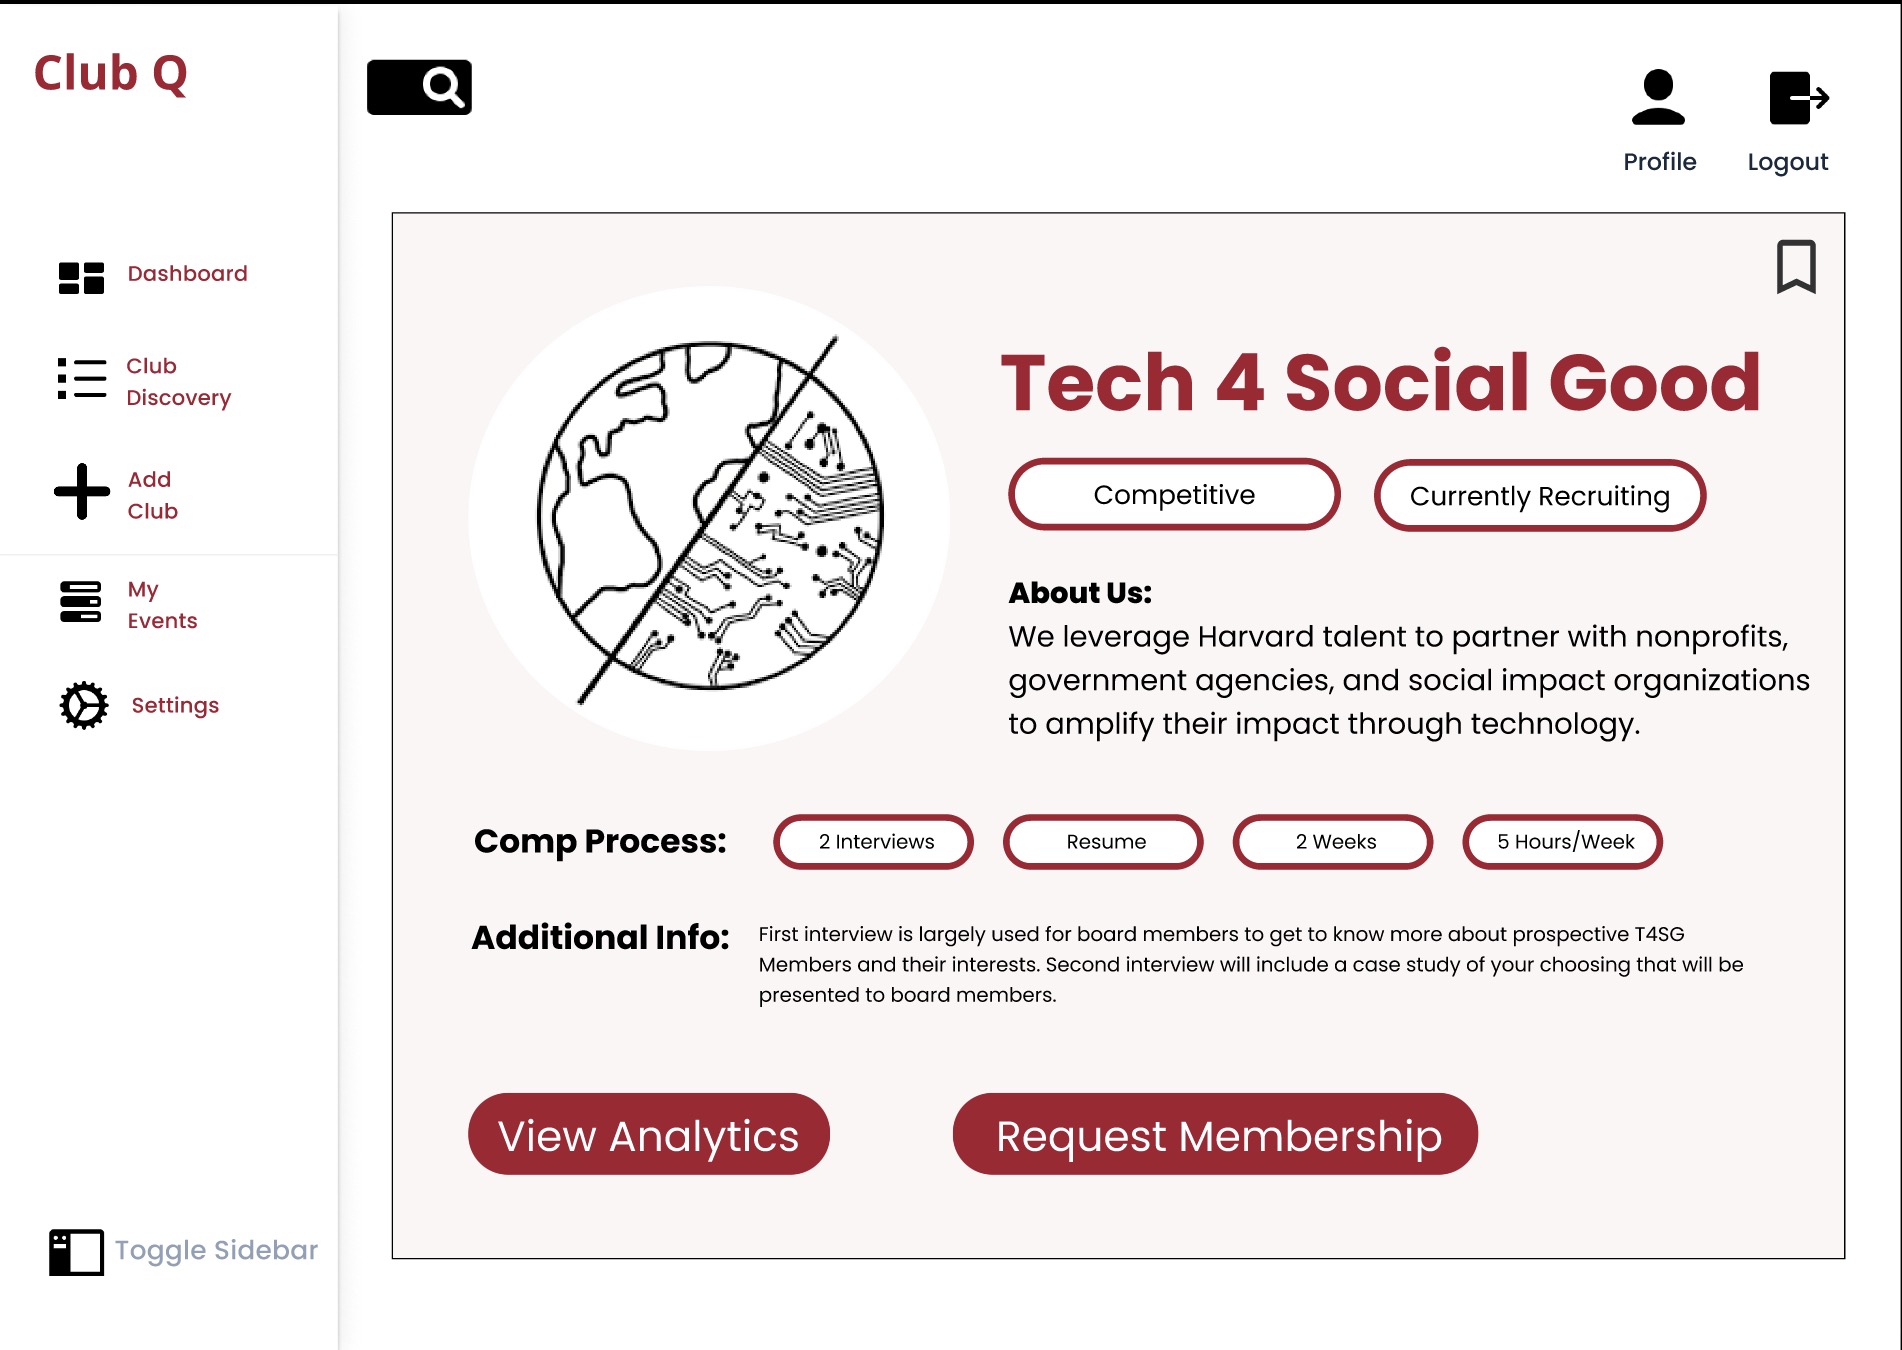 Club Q
Profile
Logout
Dashboard
Club
Discovery
Add
Club
My
Events
Settings
Toggle Sidebar
Tech 4 Social Good
Competitive
Currently Recruiting
About Us:
We leverage Harvard talent to partner with nonprofits,
government agencies, and social impact organizations
to amplify their impact through technology.
Comp Process:
2 Interviews
Resume
2 Weeks
5 Hours/Week
Additional Info:
First interview is largely used for board members to get to know more about prospective T4SG
Members and their interests. Second interview will include a case study of your choosing that will be
presented to board members.
View Analytics
Request Membership